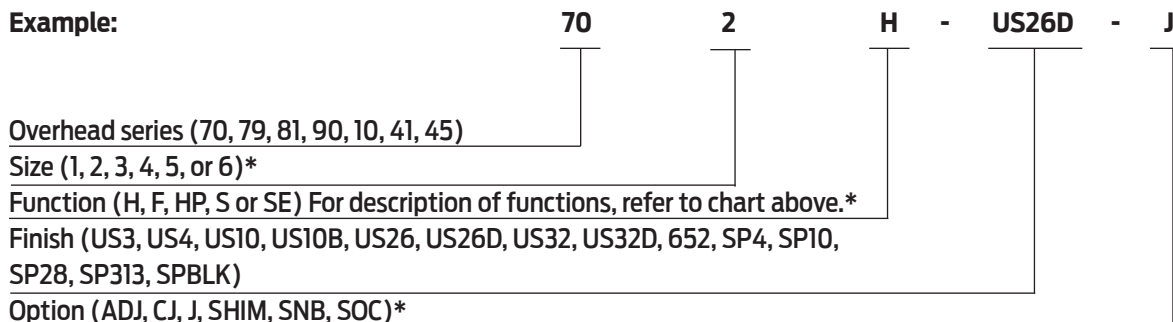 Example: 70 2 H - US26D - J
Overhead series (70, 79, 81, 90, 10, 41, 45)
Size (1, 2, 3, 4, 5, or 6)*
Function (H, F, HP, S or SE) For description of functions, refer to chart above.*
Finish (US3, US4, US10, US10B, US26, US26D, US32, US32D, 652, SP4, SP10,
SP28, SP313, SPBLK)
Option (ADJ, CJ, J, SHIM, SNB, SOC)*